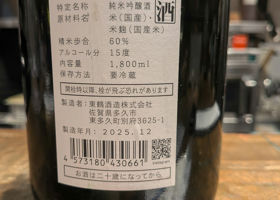 特定名称 純米吟醸酒
原材料名 米(国産)・
米麹(国産米)
精米歩合 60%
アルコール分 15度
内容量 1,800ml
保存方法 要冷蔵
酒
開栓時以降、栓が飛ぶ恐れがあります
製造者:東鶴酒造株式会社
佐賀県多久市
東多久町別府3625-1
製造年月 2025.12
4 573180 430661
お酒は二十歳になってから